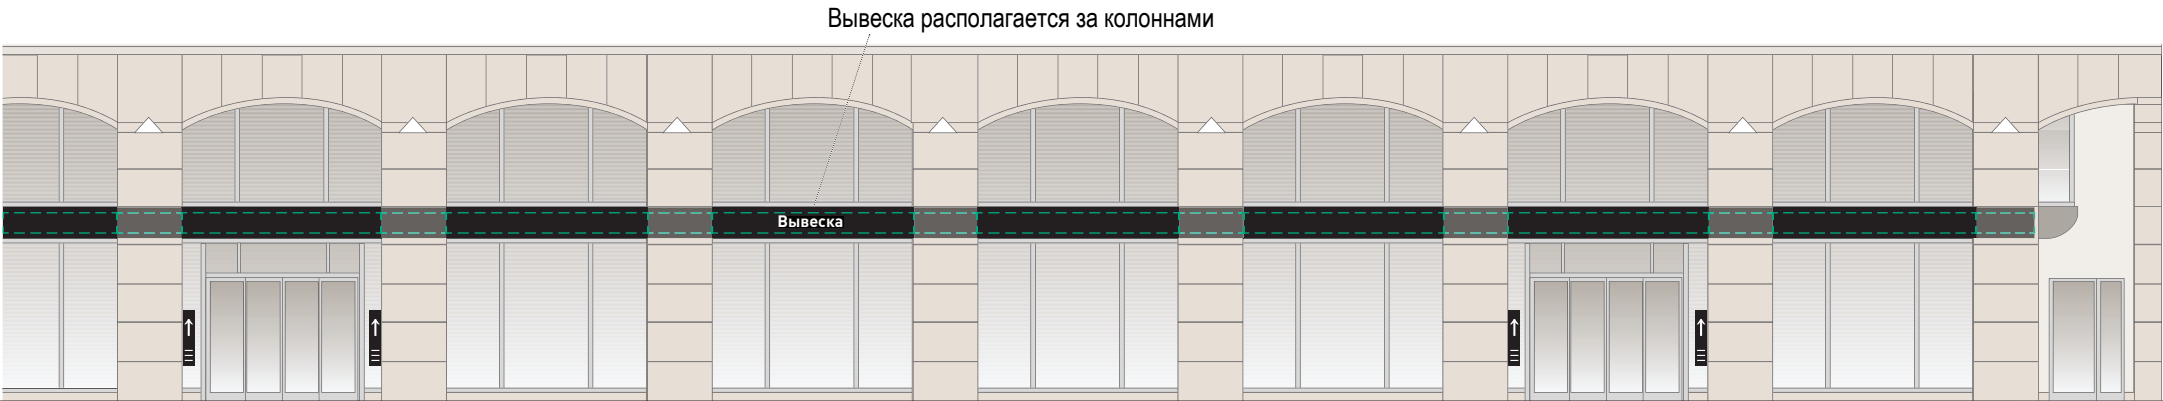 Вывеска располагается за колоннами
Вывеска